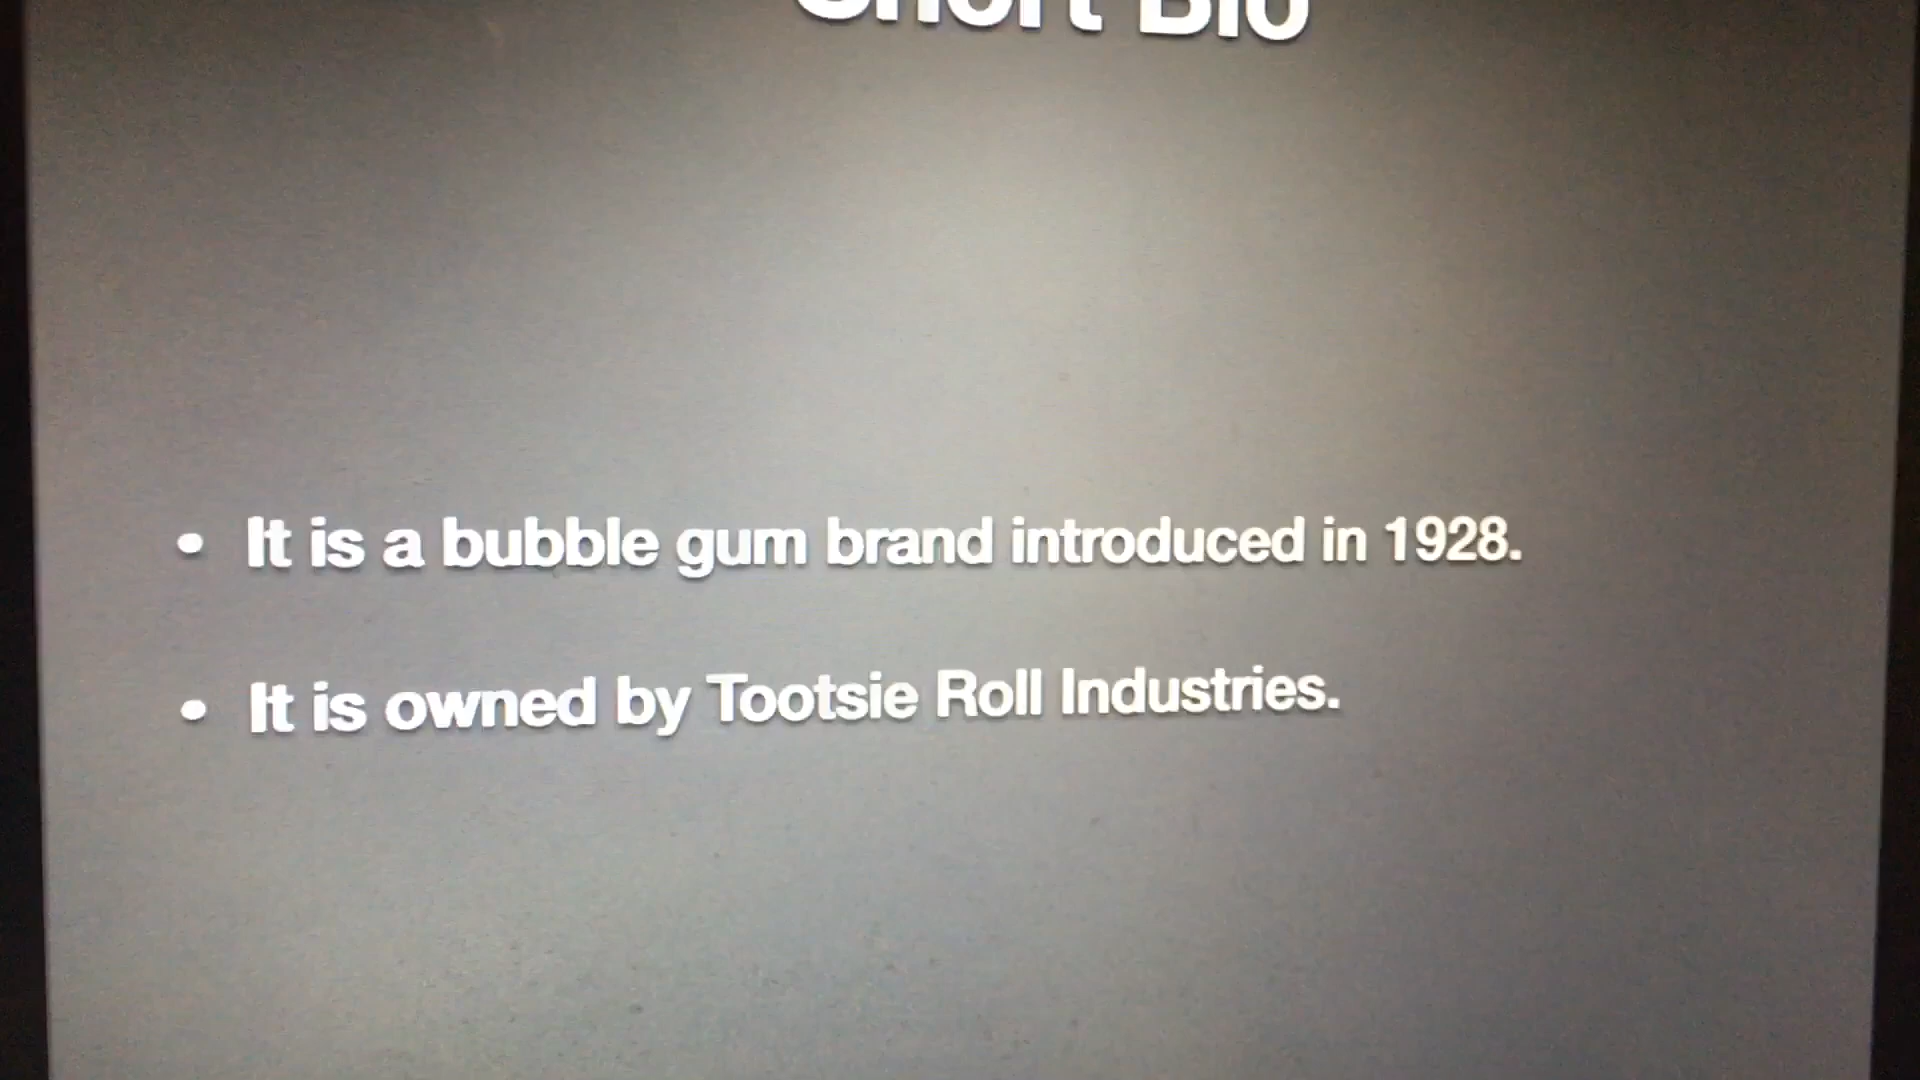 Short Bio
• It is a bubble gum brand introduced in 1928.
• It is owned by Tootsie Roll Industries.